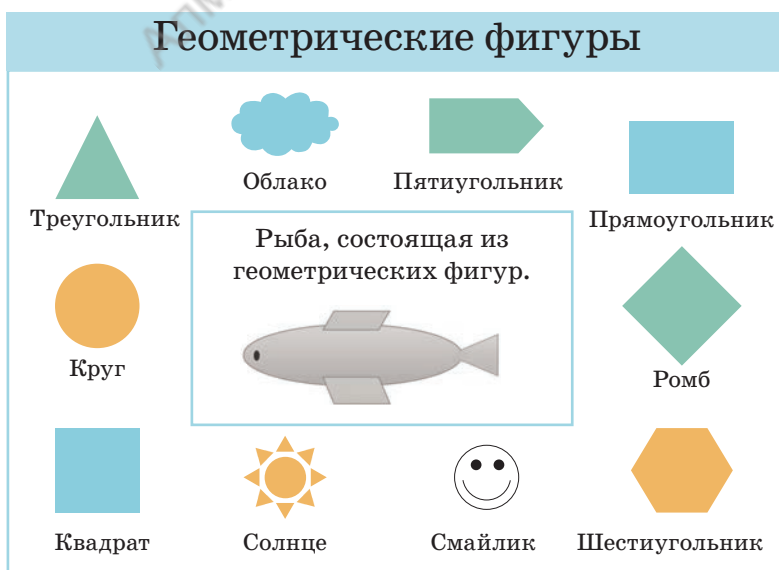 Геометрические фигуры
Облако
Пятиугольник
Треугольник
Прямоугольник
Рыба, состоящая из
геометрических фигур.
Круг
Ромб
Квадрат
Солнце
Смайлик
Шестиугольник